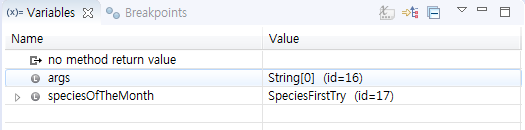 (x)= Variables Breakpoints
Name Value
no method return value
args String[0] (id=16)
speciesOfTheMonth SpeciesFirstTry (id=17)